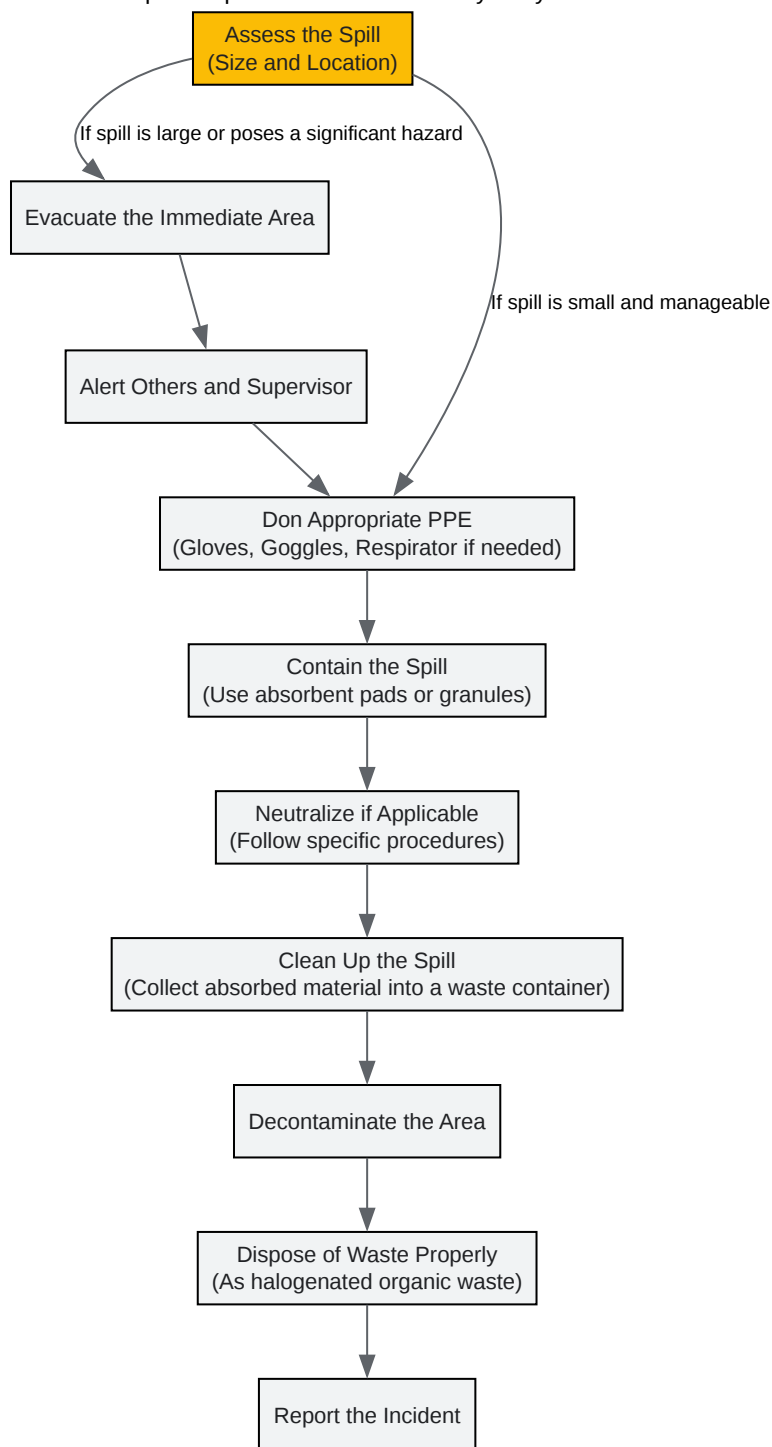 Assess the Spill
(Size and Location)
If spill is large or poses a significant hazard
Evacuate the Immediate Area
If spill is small and manageable
Alert Others and Supervisor
Don Appropriate PPE
(Gloves, Goggles, Respirator if needed)
Contain the Spill
(Use absorbent pads or granules)
Neutralize if Applicable
(Follow specific procedures)
Clean Up the Spill
(Collect absorbed material into a waste container)
Decontaminate the Area
Dispose of Waste Properly
(As halogenated organic waste)
Report the Incident